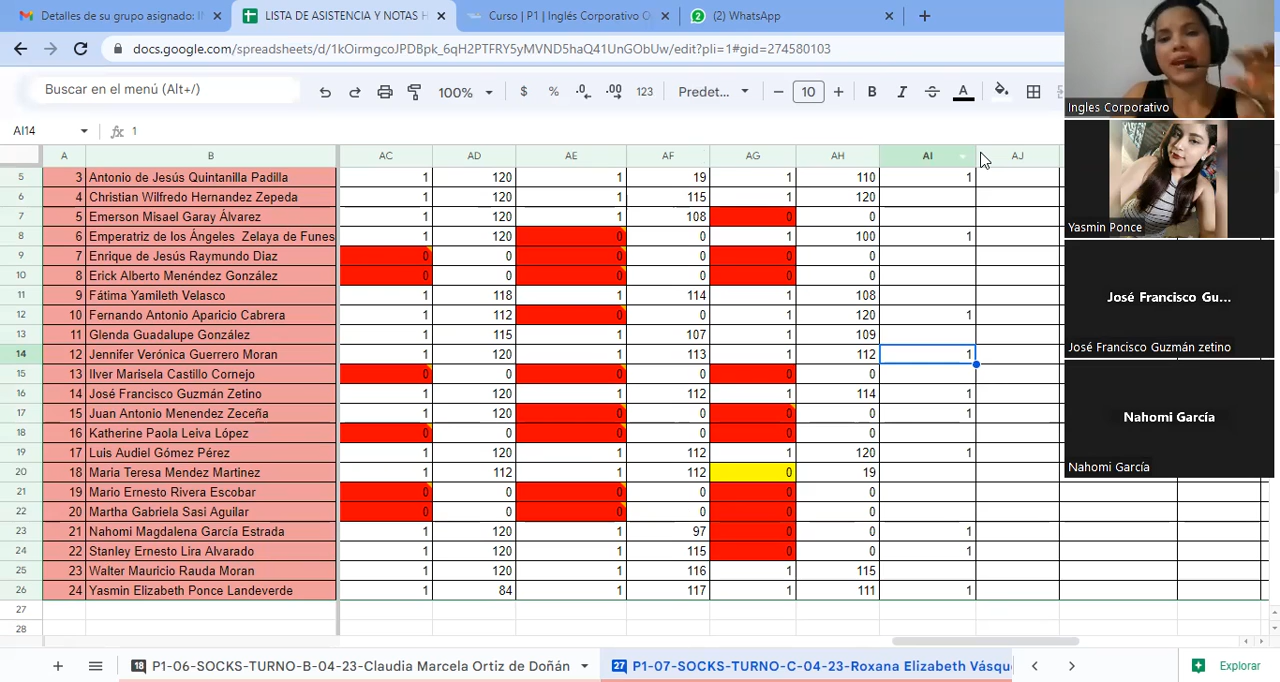 Detalles de su grupo asignado: IN
LISTA DE ASISTENCIA Y NOTAS H
Curso | P1 | Inglés Corporativo O
(2) WhatsApp
docs.google.com/spreadsheets/d/1kOirmgcoJPDBpk_6qH2PTFRY5yMVND5haQ41UnGObUw/edit?pli=1#gid=274580103
Buscar en el menú (Alt+/)
100% $ % .0 .00 123 Predet... 10 B I A
AI14 fx 1
A B AC AD AE AF AG AH AI AJ
5 3 Antonio de Jesús Quintanilla Padilla 1 120 1 19 1 110 1
6 4 Christian Wilfredo Hernandez Zepeda 1 120 1 115 1 120
7 5 Emerson Misael Garay Álvarez 1 120 1 108 0 0
8 6 Emperatriz de los Ángeles Zelaya de Funes 1 120 0 0 1 100 1
9 7 Enrique de Jesús Raymundo Diaz 0 0 0 0 0 0
10 8 Erick Alberto Menéndez González 0 0 0 0 0 0
11 9 Fátima Yamileth Velasco 1 118 1 114 1 108
12 10 Fernando Antonio Aparicio Cabrera 1 112 0 0 1 120 1
13 11 Glenda Guadalupe González 1 115 1 107 1 109
14 12 Jennifer Verónica Guerrero Moran 1 120 1 113 1 112 1
15 13 Ilver Marisela Castillo Cornejo 0 0 0 0 0 0
16 14 José Francisco Guzmán Zetino 1 120 1 112 1 114 1
17 15 Juan Antonio Menendez Zeceña 1 120 0 0 0 0 1
18 16 Katherine Paola Leiva López 0 0 0 0 0 0
19 17 Luis Audiel Gómez Pérez 1 120 1 112 1 120 1
20 18 Maria Teresa Mendez Martinez 1 112 1 112 0 19
21 19 Mario Ernesto Rivera Escobar 0 0 0 0 0 0
22 20 Martha Gabriela Sasi Aguilar 0 0 0 0 0 0
23 21 Nahomi Magdalena García Estrada 1 120 1 97 0 0 1
24 22 Stanley Ernesto Lira Alvarado 1 120 1 115 0 0 1
25 23 Walter Mauricio Rauda Moran 1 120 1 116 1 115
26 24 Yasmin Elizabeth Ponce Landeverde 1 84 1 117 1 111 1
27
28
18 P1-06-SOCKS-TURNO-B-04-23-Claudia Marcela Ortiz de Doñán
27 P1-07-SOCKS-TURNO-C-04-23-Roxana Elizabeth Vásqu
Explorar
Ingles Corporativo
Yasmin Ponce
José Francisco Gu...
José Francisco Guzmán zetino
Nahomi García
Nahomi García